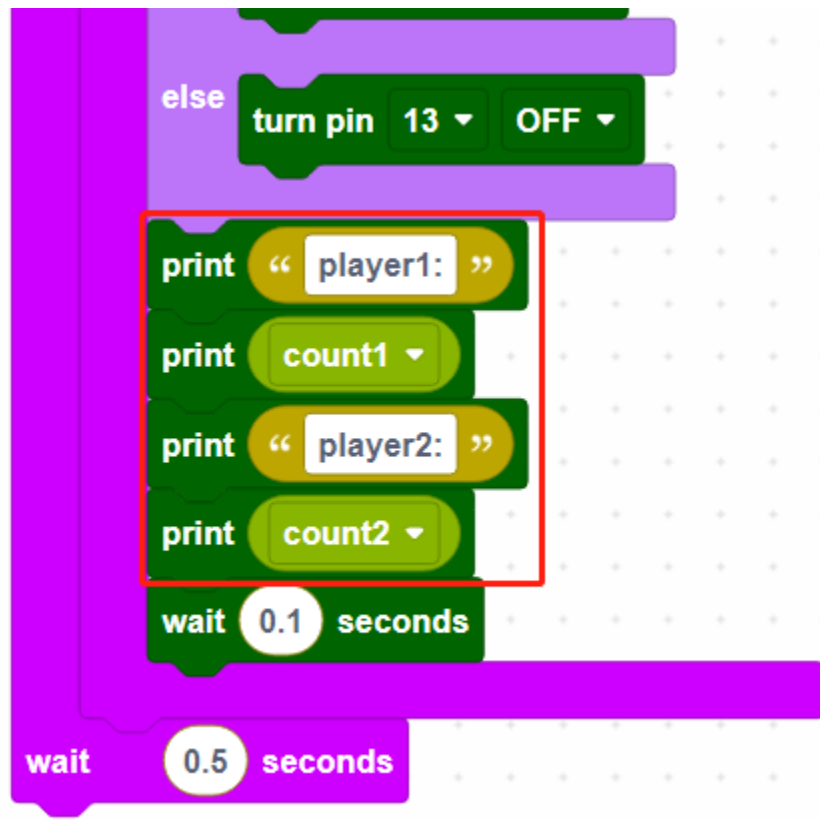 else
turn pin 13 OFF
print “ player1: ”
print count1
print “ player2: ”
print count2
wait 0.1 seconds
wait 0.5 seconds